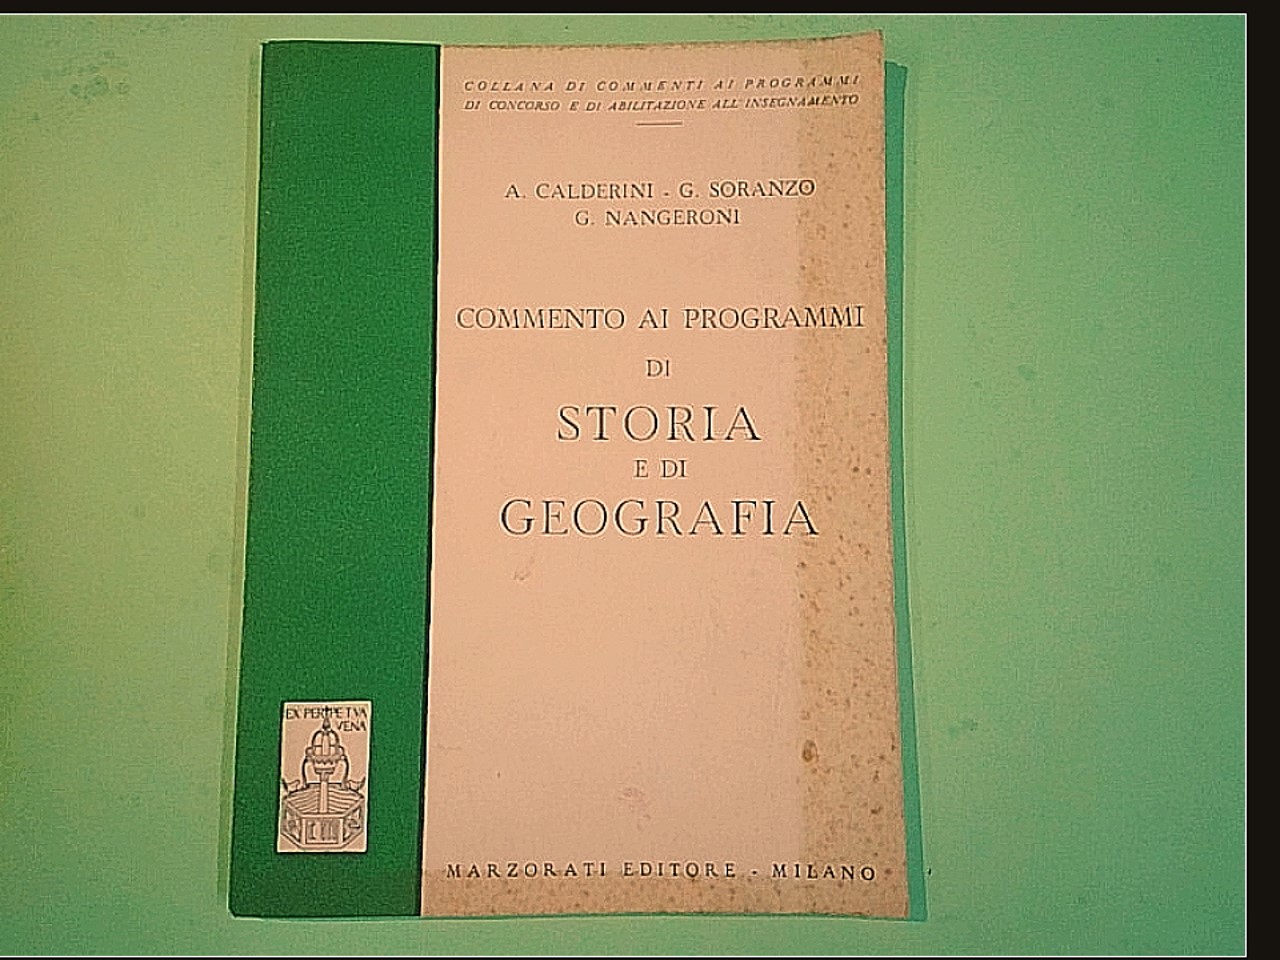 COLLANA DI COMMENTI AI PROGRAMMI
DI CONCORSO E DI ABILITAZIONE ALL'INSEGNAMENTO
A. CALDERINI - G. SORANZO
G. NANGERONI
COMMENTO AI PROGRAMMI
DI
STORIA
E DI
GEOGRAFIA
EX PERPETVA
VENA
MARZORATI EDITORE - MILANO